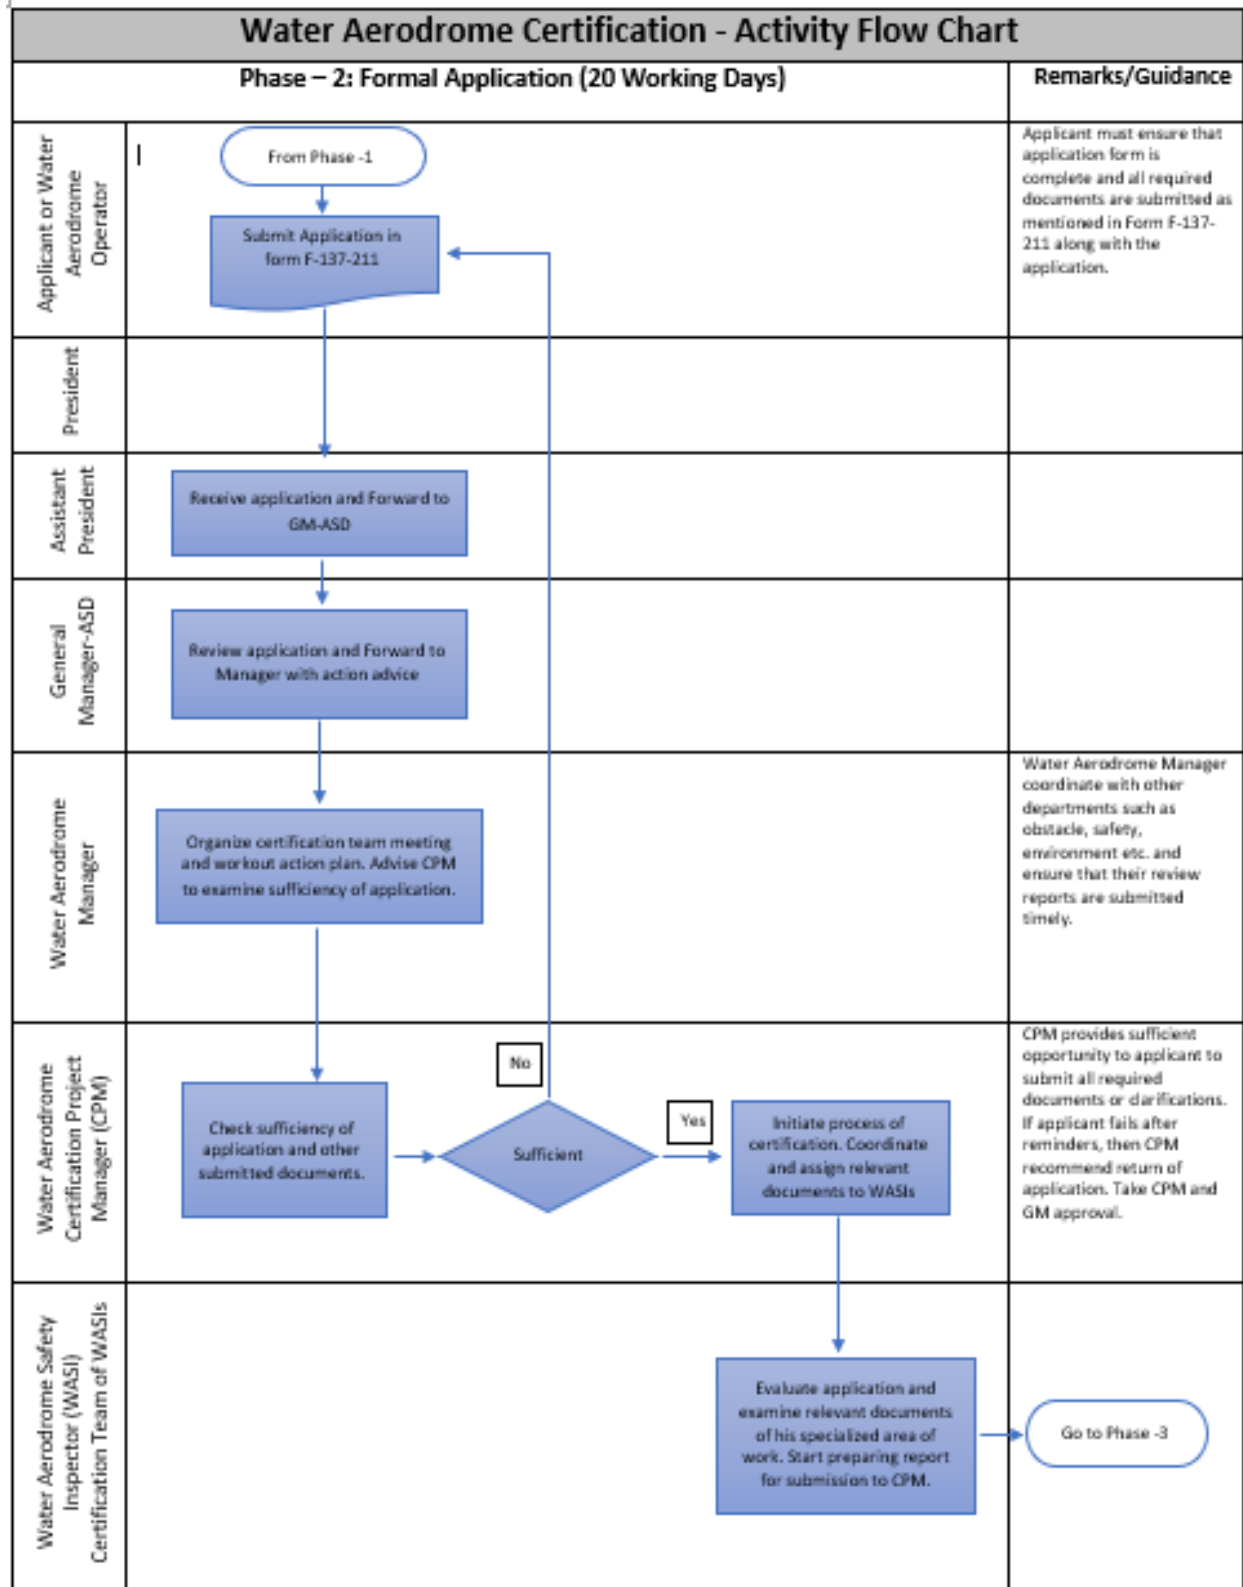 Water Aerodrome Certification - Activity Flow Chart
Phase – 2: Formal Application (20 Working Days)
Remarks/Guidance
Applicant or Water
Aerodrome
Operator
From Phase -1
Submit Application in
form F-137-211
Applicant must ensure that
application form is
complete and all required
documents are submitted as
mentioned in Form F-137-
211 along with the
application.
President
Assistant
President
Receive application and Forward to
GM-ASD
General
Manager-ASD
Review application and Forward to
Manager with action advice
Water Aerodrome
Manager
Organize certification team meeting
and workout action plan. Advise CPM
to examine sufficiency of application.
Water Aerodrome Manager
coordinate with other
departments such as
obstacle, safety,
environment etc. and
ensure that their review
reports are submitted
timely.
Water Aerodrome
Certification Project
Manager (CPM)
Check sufficiency of
application and other
submitted documents.
No
Sufficient
Yes
Initiate process of
certification. Coordinate
and assign relevant
documents to WASIs
CPM provides sufficient
opportunity to applicant to
submit all required
documents or clarifications.
If applicant fails after
reminders, then CPM
recommend return of
application. Take CPM and
GM approval.
Water Aerodrome Safety
Inspector (WASI)
Certification Team of WASIs
Evaluate application and
examine relevant documents
of his specialized area of
work. Start preparing report
for submission to CPM.
Go to Phase -3